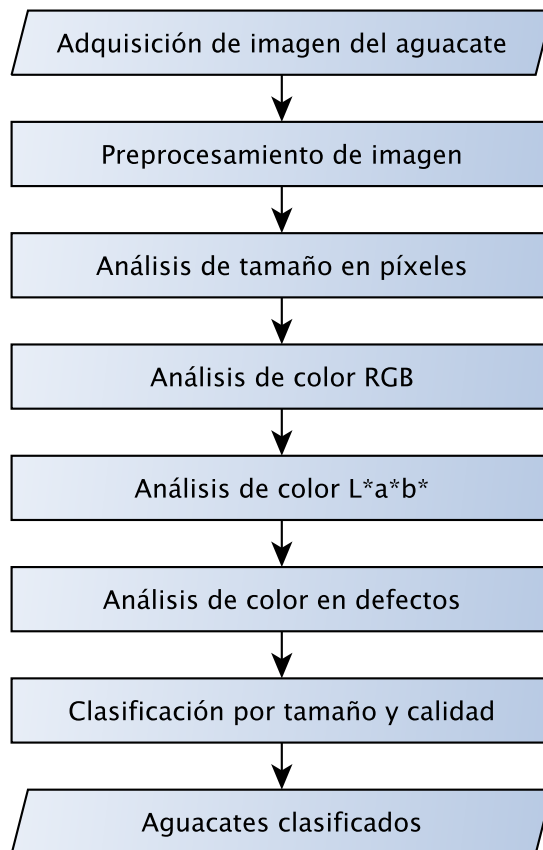 Adquisición de imagen del aguacate
Preprocesamiento de imagen
Análisis de tamaño en píxeles
Análisis de color RGB
Análisis de color L*a*b*
Análisis de color en defectos
Clasificación por tamaño y calidad
Aguacates clasificados